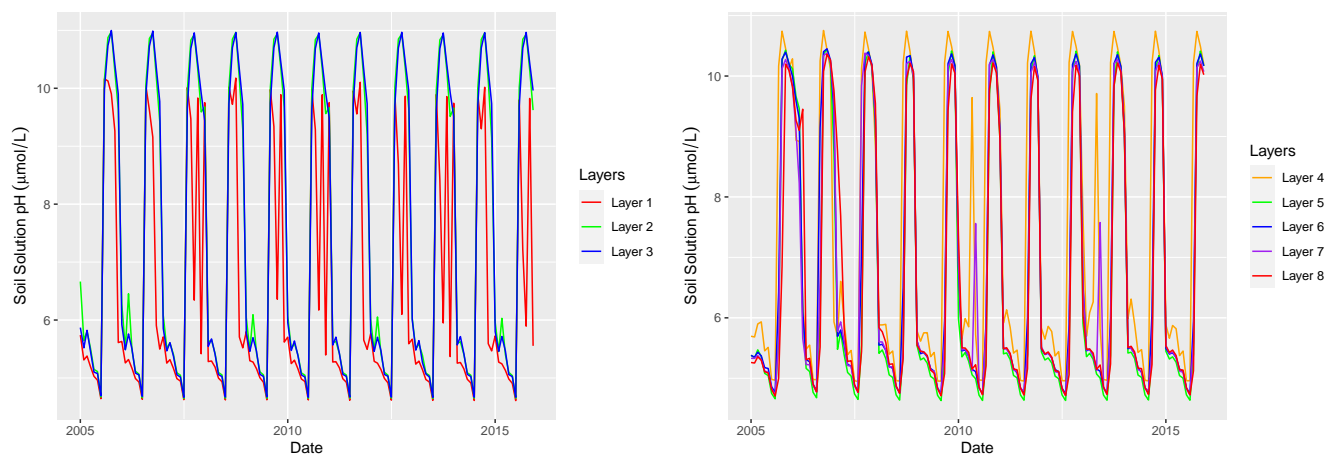 Soil Solution pH (μmol/L)
10
8
6
2005
2010
2015
Date
Layers
Layer 1
Layer 2
Layer 3
Soil Solution pH (μmol/L)
10
8
6
2005
2010
2015
Date
Layers
Layer 4
Layer 5
Layer 6
Layer 7
Layer 8